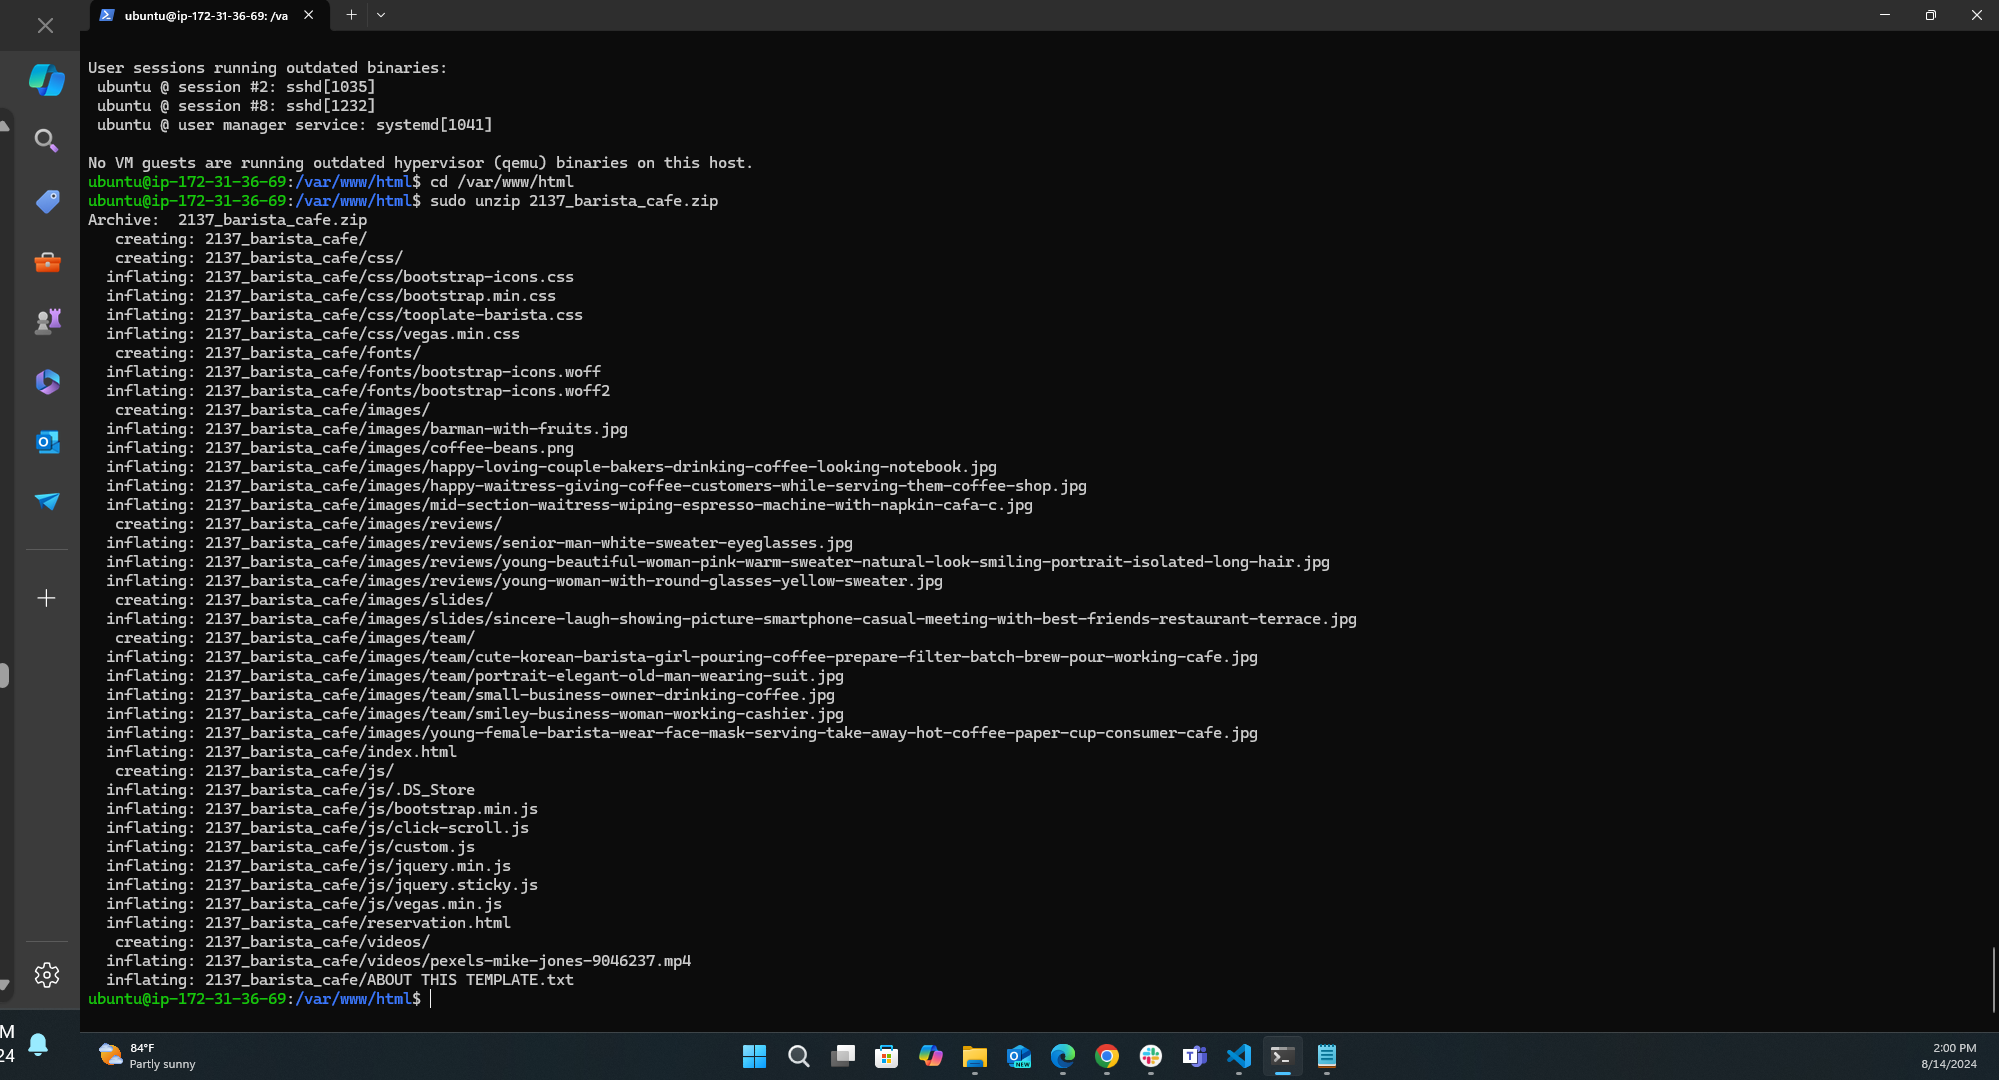 ubuntu@ip-172-31-36-69: /va
User sessions running outdated binaries:
ubuntu @ session #2: sshd[1035]
ubuntu @ session #8: sshd[1232]
ubuntu @ user manager service: systemd[1041]
No VM guests are running outdated hypervisor (qemu) binaries on this host.
ubuntu@ip-172-31-36-69:/var/www/html$ cd /var/www/html
ubuntu@ip-172-31-36-69:/var/www/html$ sudo unzip 2137_barista_cafe.zip
Archive:  2137_barista_cafe.zip
creating: 2137_barista_cafe/
creating: 2137_barista_cafe/css/
inflating: 2137_barista_cafe/css/bootstrap-icons.css
inflating: 2137_barista_cafe/css/bootstrap.min.css
inflating: 2137_barista_cafe/css/tooplate-barista.css
inflating: 2137_barista_cafe/css/vegas.min.css
creating: 2137_barista_cafe/fonts/
inflating: 2137_barista_cafe/fonts/bootstrap-icons.woff
inflating: 2137_barista_cafe/fonts/bootstrap-icons.woff2
creating: 2137_barista_cafe/images/
inflating: 2137_barista_cafe/images/barman-with-fruits.jpg
inflating: 2137_barista_cafe/images/coffee-beans.png
inflating: 2137_barista_cafe/images/happy-loving-couple-bakers-drinking-coffee-looking-notebook.jpg
inflating: 2137_barista_cafe/images/happy-waitress-giving-coffee-customers-while-serving-them-coffee-shop.jpg
inflating: 2137_barista_cafe/images/mid-section-waitress-wiping-espresso-machine-with-napkin-cafa-c.jpg
creating: 2137_barista_cafe/images/reviews/
inflating: 2137_barista_cafe/images/reviews/senior-man-white-sweater-eyeglasses.jpg
inflating: 2137_barista_cafe/images/reviews/young-beautiful-woman-pink-warm-sweater-natural-look-smiling-portrait-isolated-long-hair.jpg
inflating: 2137_barista_cafe/images/reviews/young-woman-with-round-glasses-yellow-sweater.jpg
creating: 2137_barista_cafe/images/slides/
inflating: 2137_barista_cafe/images/slides/sincere-laugh-showing-picture-smartphone-casual-meeting-with-best-friends-restaurant-terrace.jpg
creating: 2137_barista_cafe/images/team/
inflating: 2137_barista_cafe/images/team/cute-korean-barista-girl-pouring-coffee-prepare-filter-batch-brew-pour-working-cafe.jpg
inflating: 2137_barista_cafe/images/team/portrait-elegant-old-man-wearing-suit.jpg
inflating: 2137_barista_cafe/images/team/small-business-owner-drinking-coffee.jpg
inflating: 2137_barista_cafe/images/team/smiley-business-woman-working-cashier.jpg
inflating: 2137_barista_cafe/images/young-female-barista-wear-face-mask-serving-take-away-hot-coffee-paper-cup-consumer-cafe.jpg
inflating: 2137_barista_cafe/index.html
creating: 2137_barista_cafe/js/
inflating: 2137_barista_cafe/js/.DS_Store
inflating: 2137_barista_cafe/js/bootstrap.min.js
inflating: 2137_barista_cafe/js/click-scroll.js
inflating: 2137_barista_cafe/js/custom.js
inflating: 2137_barista_cafe/js/jquery.min.js
inflating: 2137_barista_cafe/js/jquery.sticky.js
inflating: 2137_barista_cafe/js/vegas.min.js
inflating: 2137_barista_cafe/reservation.html
creating: 2137_barista_cafe/videos/
inflating: 2137_barista_cafe/videos/pexels-mike-jones-9046237.mp4
inflating: 2137_barista_cafe/ABOUT THIS TEMPLATE.txt
ubuntu@ip-172-31-36-69:/var/www/html$
M
24
84°F
Partly sunny
NEW
2:00 PM
8/14/2024